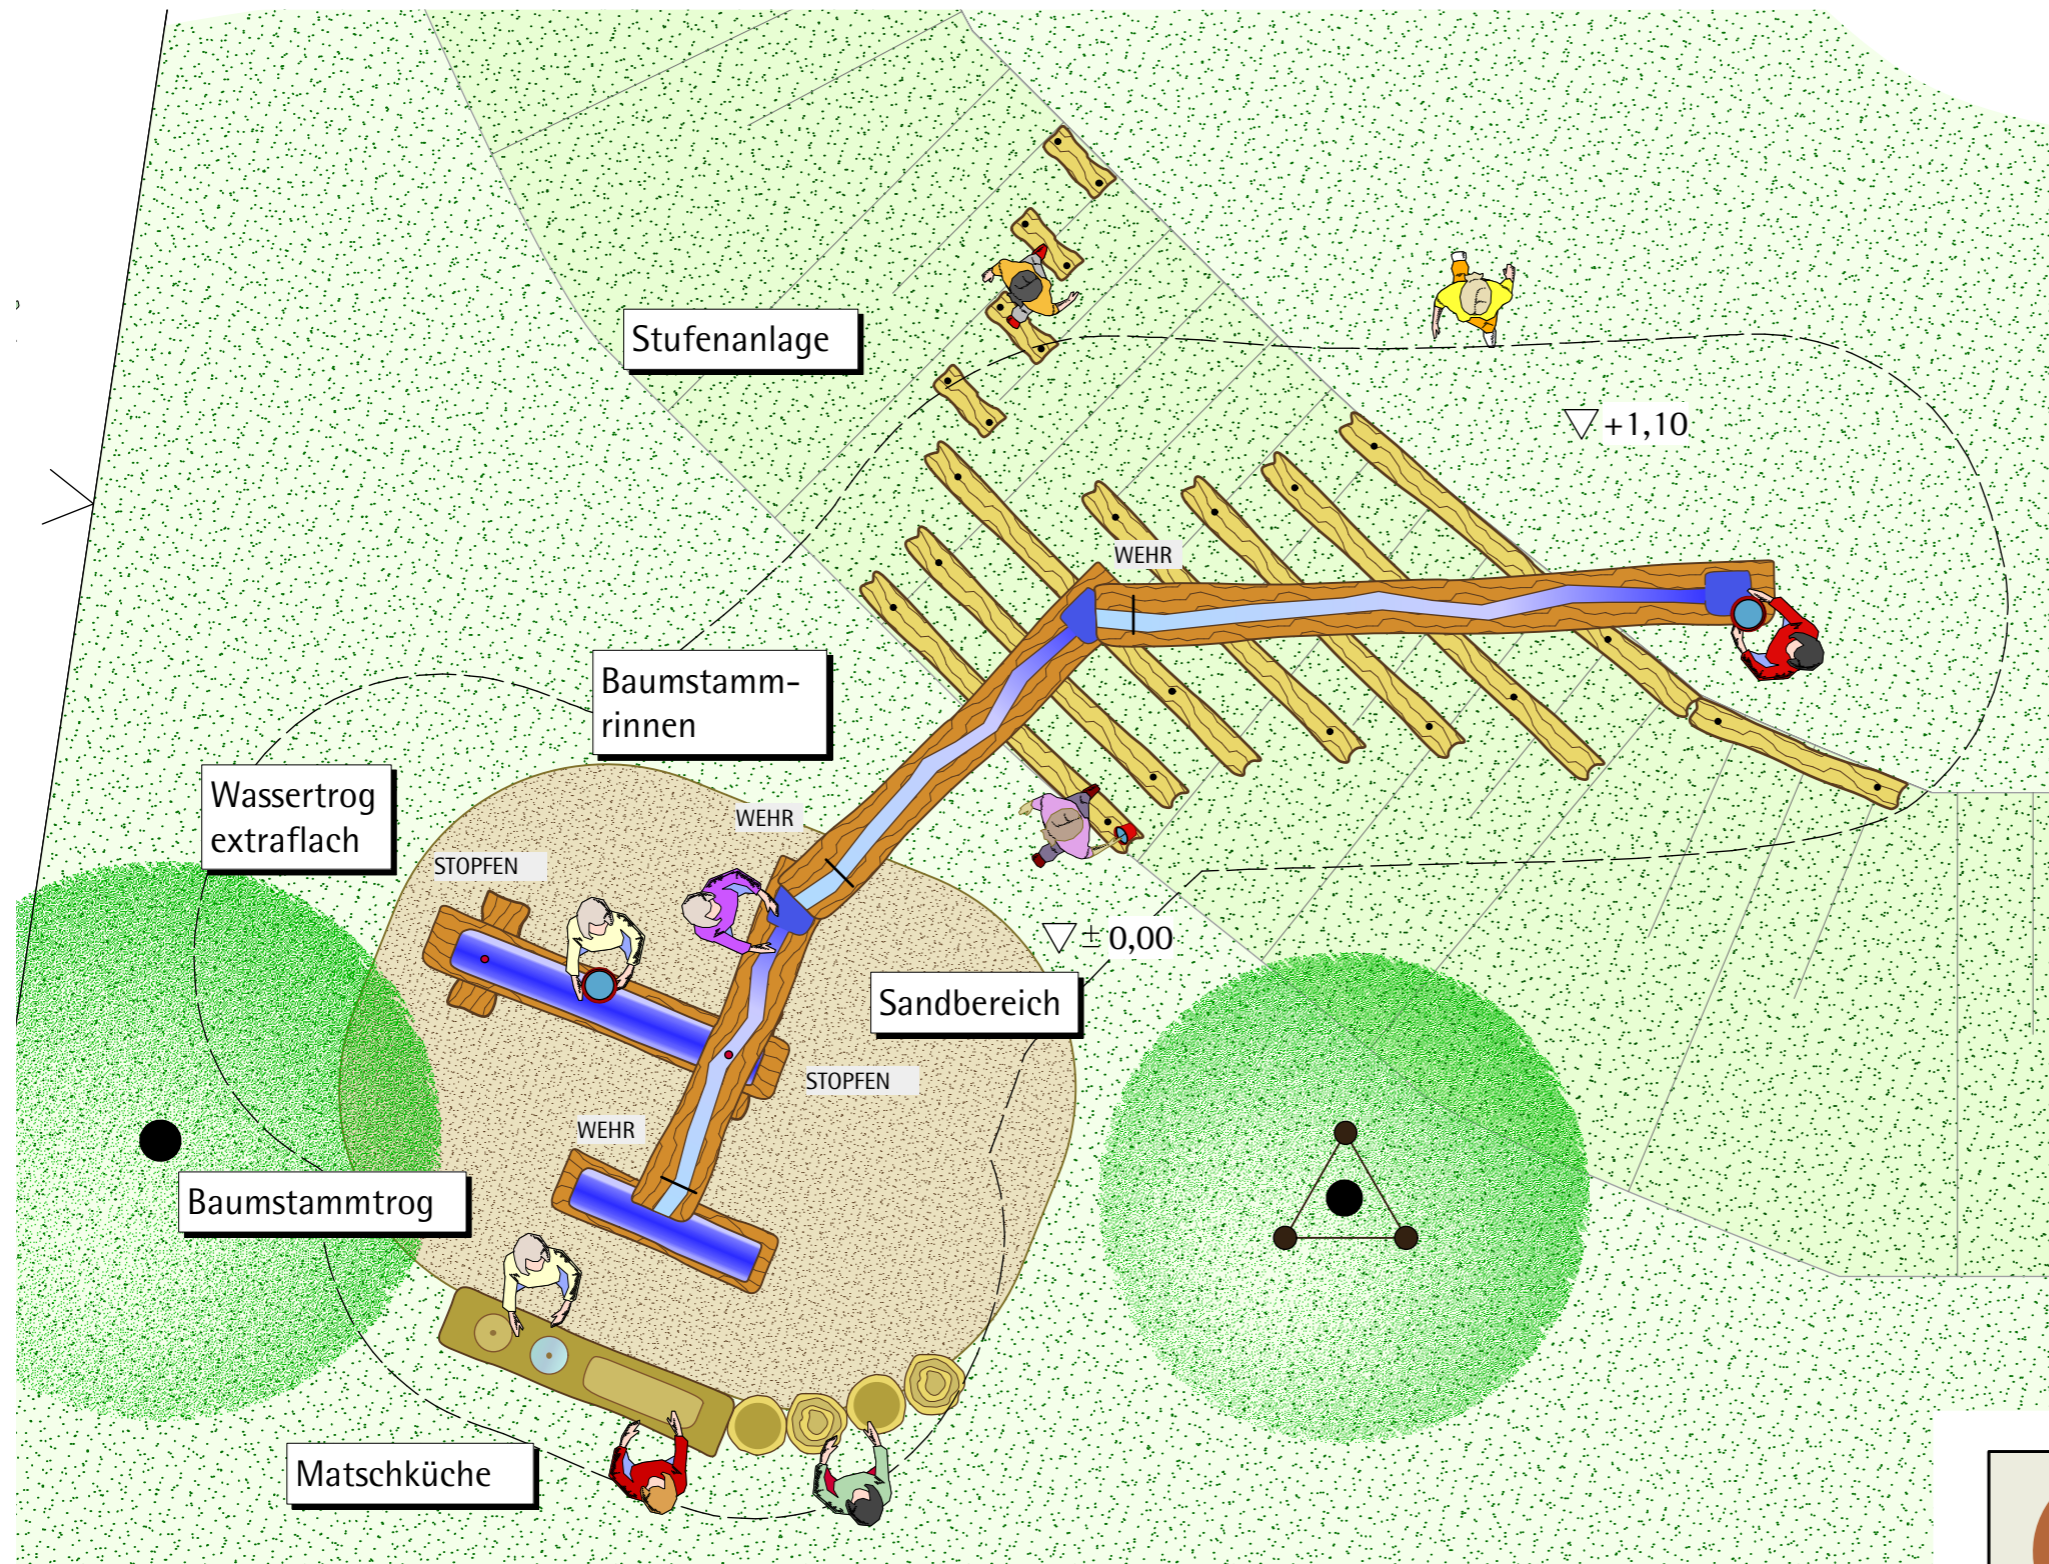 Stufenanlage
+1,10
WEHR
Baumstamm-
rinnen
Wassertrog
extraflach
WEHR
STOPFEN
± 0,00
Sandbereich
STOPFEN
WEHR
Baumstammtrog
Matschküche